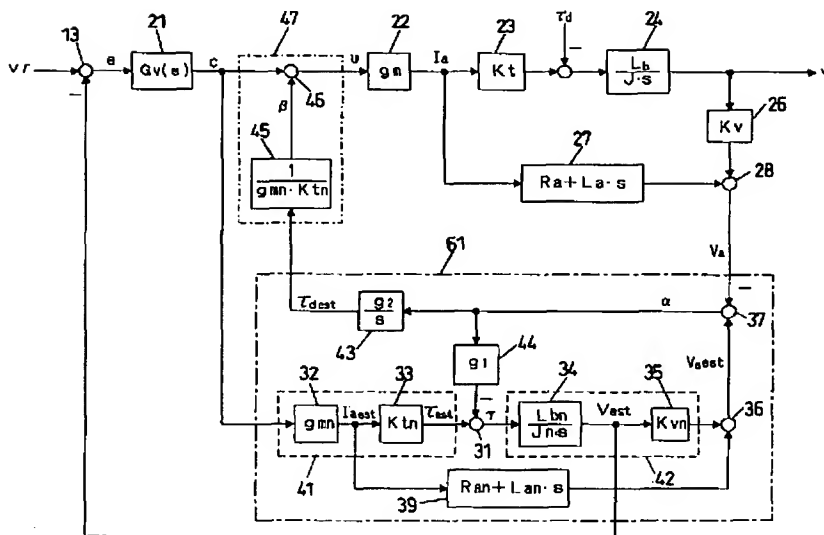 47
21
22
23
τd
24
13
vr
e
Gv(s)
c
u
gm
Ia
Kt
Lb
J·s
v
46
β
26
Kv
45
27
1
gmn·Ktn
Ra+La·s
28
61
Va
τdest
g2
s
α
37
43
44
g1
Vaest
32
33
34
35
gmn
Iaest
Ktn
τest
τ
Lbn
Jn·s
Vest
Kvn
36
31
41
Ran+Lan·s
42
39